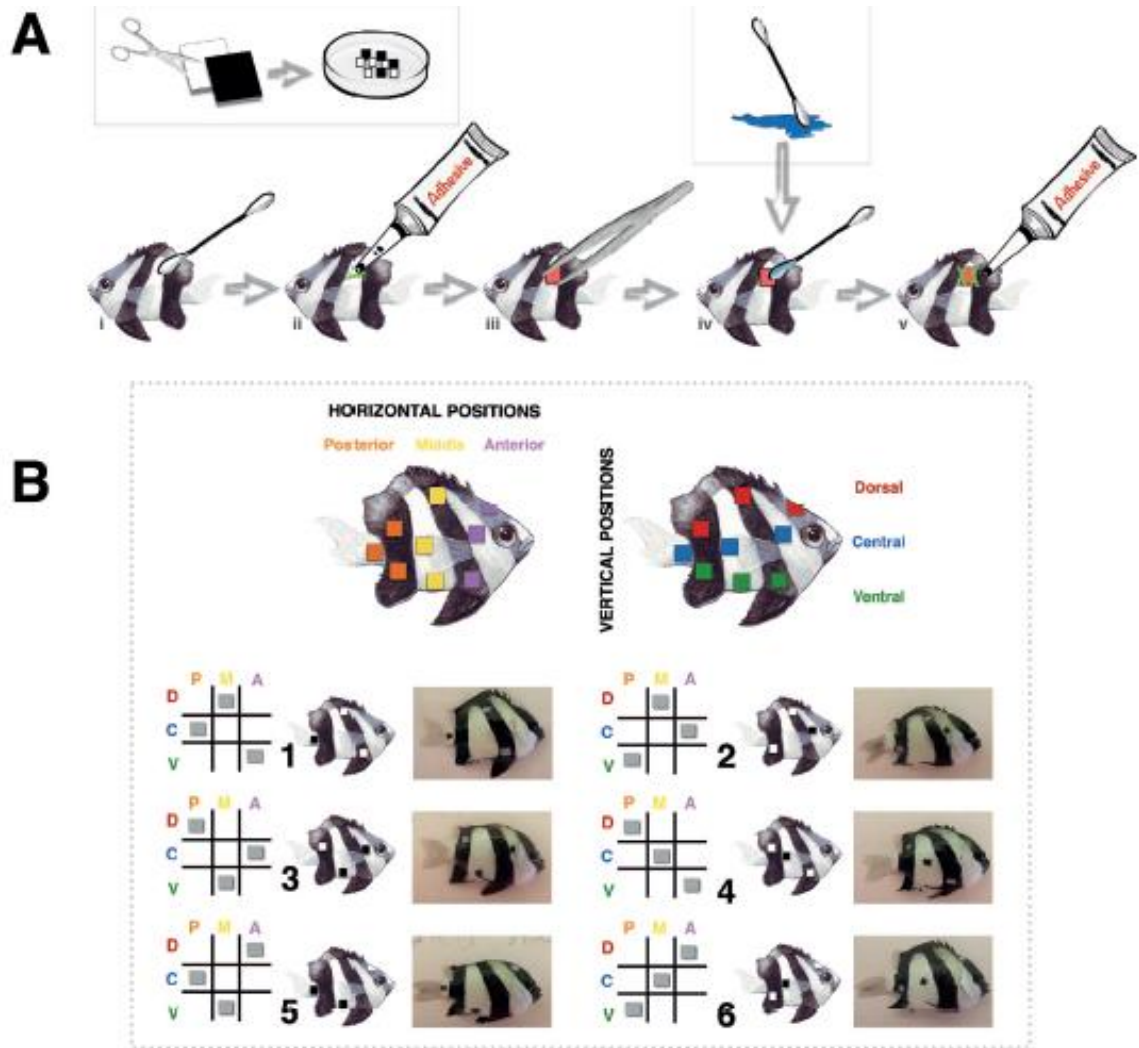 A
Adhesive
Adhesive
i
ii
iii
iv
v
B
HORIZONTAL POSITIONS
Posterior Middle Anterior
VERTICAL POSITIONS
Dorsal
Central
Ventral
P M A
D
C
V
1
P M A
D
C
V
2
P M A
D
C
V
3
P M A
D
C
V
4
P M A
D
C
V
5
P M A
D
C
V
6